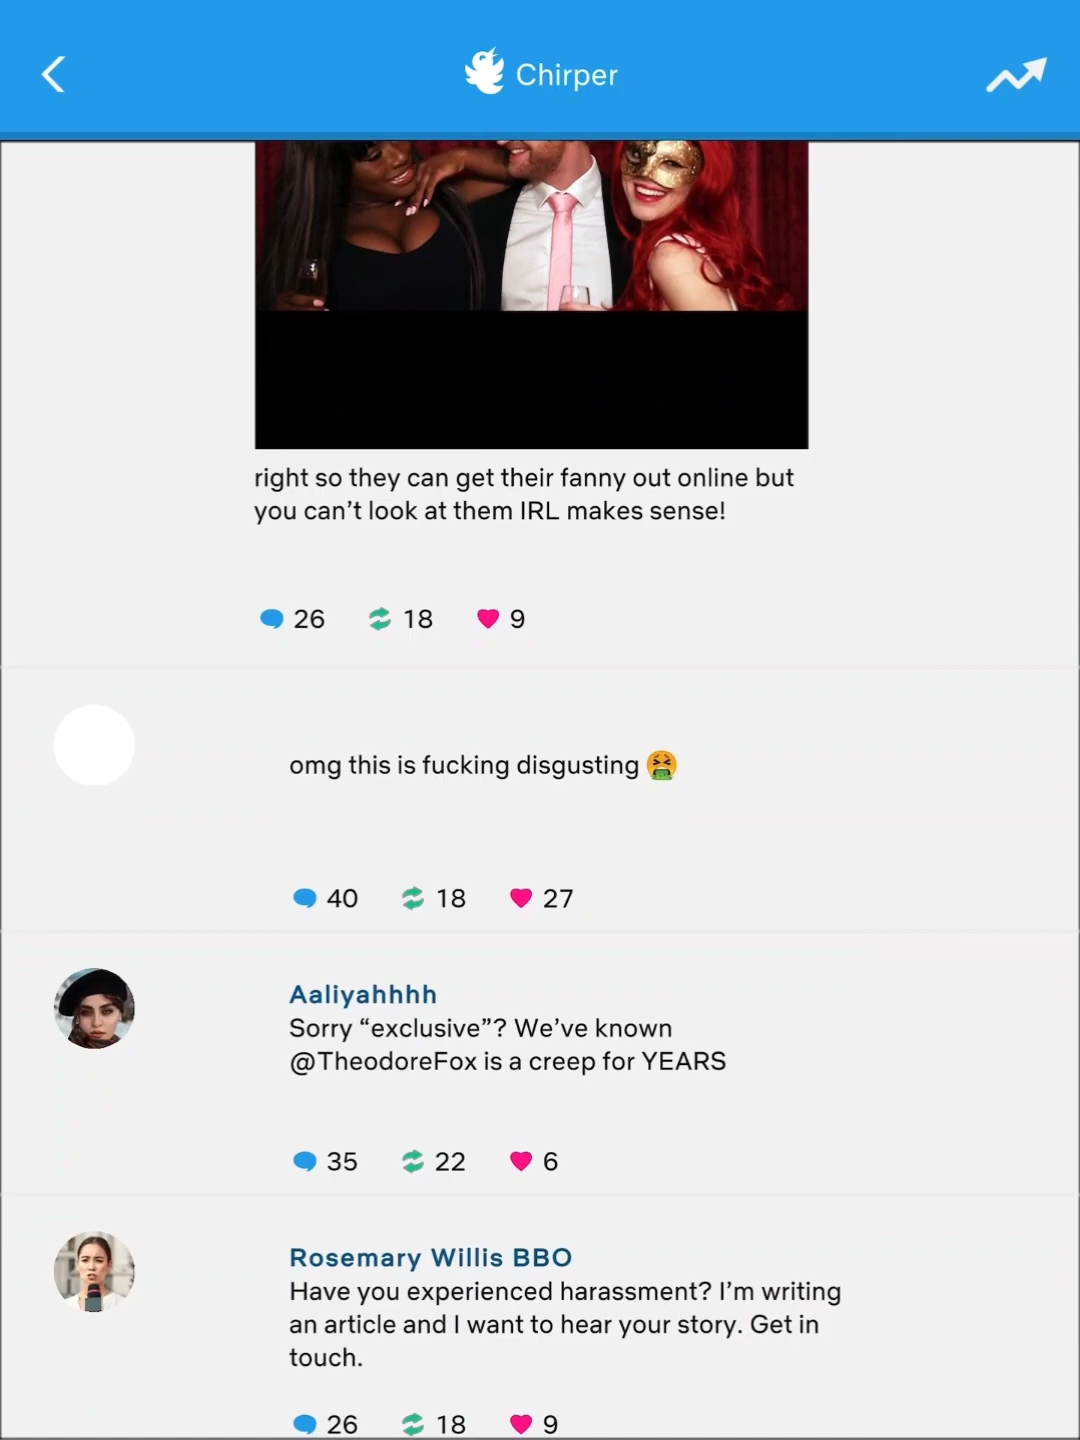 Chirper
right so they can get their fanny out online but
you can’t look at them IRL makes sense!
26 18 9
omg this is fucking disgusting 🤮
40 18 27
Aaliyahhhh
Sorry “exclusive”? We’ve known
@TheodoreFox is a creep for YEARS
35 22 6
Rosemary Willis BBO
Have you experienced harassment? I’m writing
an article and I want to hear your story. Get in
touch.
26 18 9